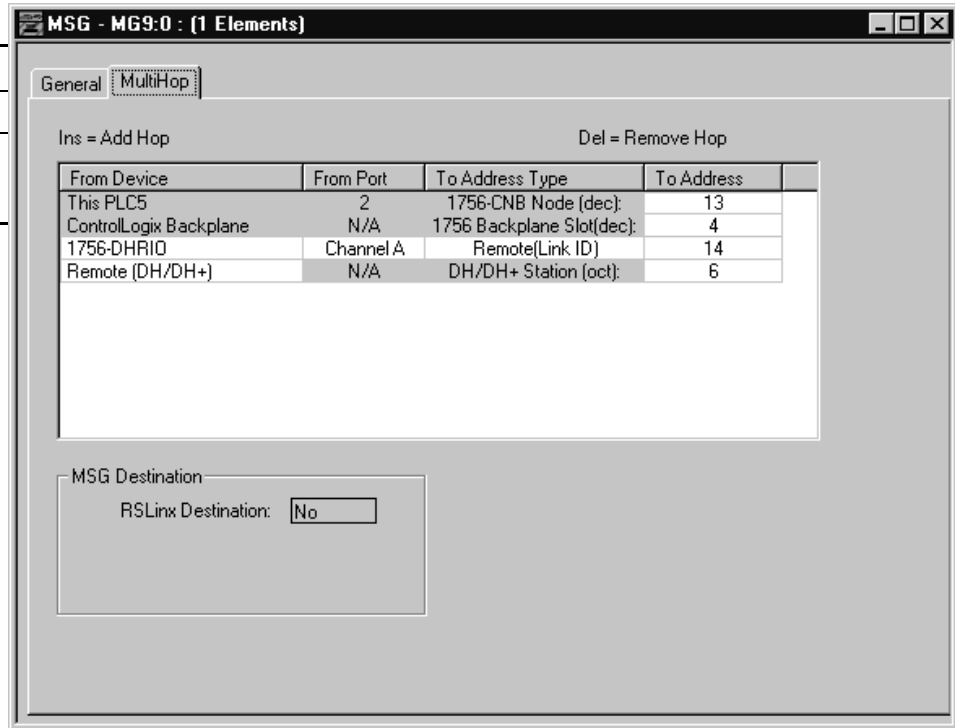 MSG - MG9:0 : (1 Elements)
General MultiHop
Ins = Add Hop Del = Remove Hop
From Device From Port To Address Type To Address
This PLC5 2 1756-CNB Node (dec): 13
ControlLogix Backplane N/A 1756 Backplane Slot(dec): 4
1756-DHRIO Channel A Remote(Link ID) 14
Remote (DH/DH+) N/A DH/DH+ Station (oct): 6
MSG Destination
RSLinx Destination: No